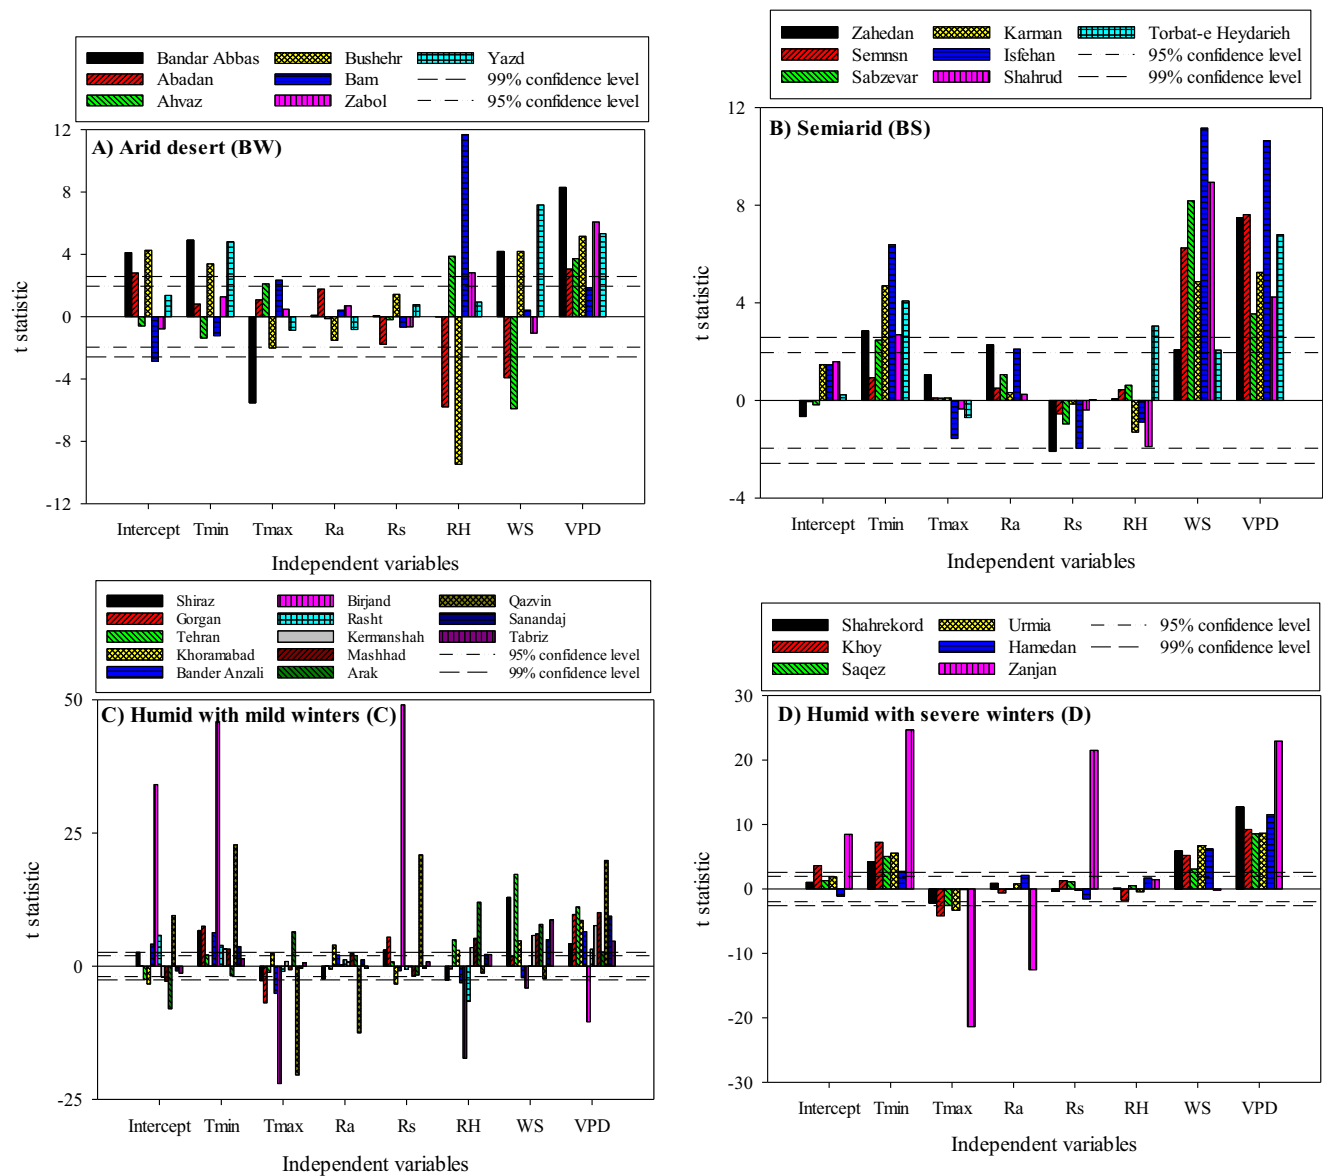 Bandar Abbas Bushehr Yazd
Abadan Bam 99% confidence level
Ahvaz Zabol 95% confidence level
A) Arid desert (BW)
12
8
4
0
-4
-8
-12
t statistic
Intercept Tmin Tmax Ra Rs RH WS VPD
Independent variables
Zahedan Karman Torbat-e Heydarieh
Semnsn Isfehan 95% confidence level
Sabzevar Shahrud 99% confidence level
B) Semiarid (BS)
12
8
4
0
-4
t statistic
Intercept Tmin Tmax Ra Rs RH WS VPD
Independent variables
Shiraz Birjand Qazvin
Gorgan Rasht Sanandaj
Tehran Kermanshah Tabriz
Khoramabad Mashhad 95% confidence level
Bander Anzali Arak 99% confidence level
C) Humid with mild winters (C)
50
25
0
-25
t statistic
Intercept Tmin Tmax Ra Rs RH WS VPD
Independent variables
Shahrekord Urmia 95% confidence level
Khoy Hamedan 99% confidence level
Saqez Zanjan
D) Humid with severe winters (D)
30
20
10
0
-10
-20
-30
t statistic
Intercept Tmin Tmax Ra Rs RH WS VPD
Independent variables